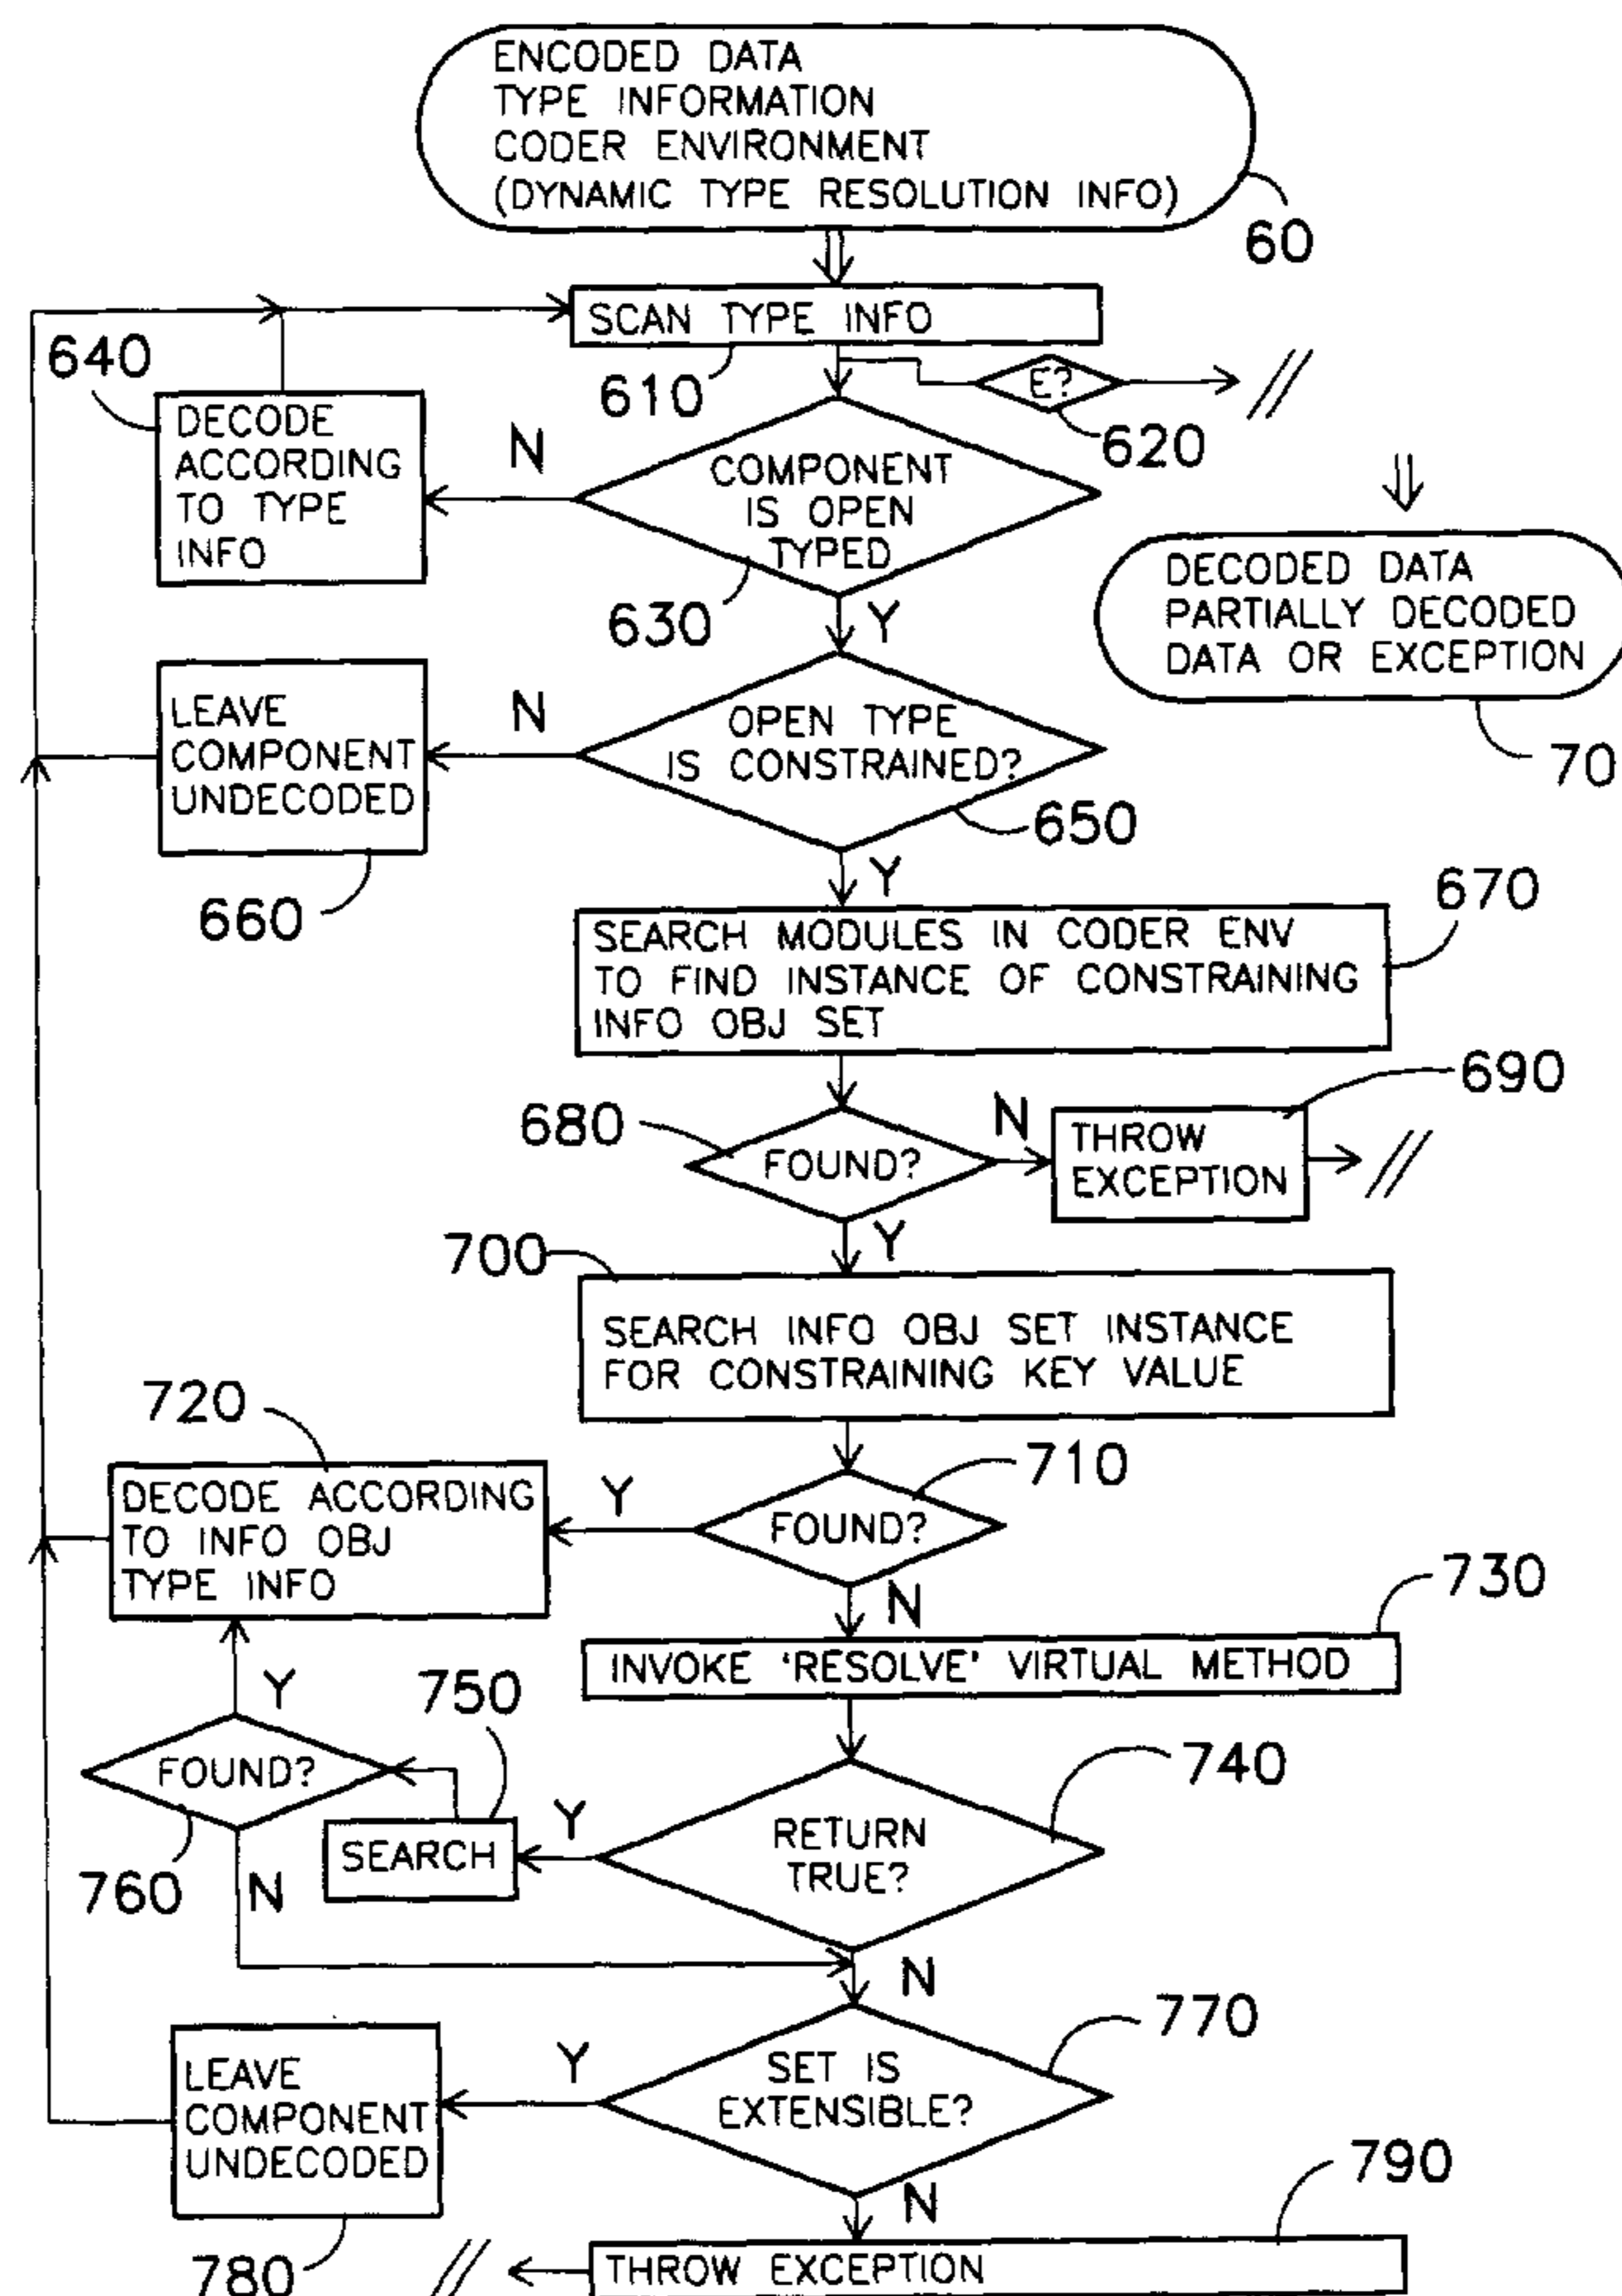 ENCODED DATA
TYPE INFORMATION
CODER ENVIRONMENT
(DYNAMIC TYPE RESOLUTION INFO)
60
SCAN TYPE INFO
610
E?
620
640
DECODE
ACCORDING
TO TYPE
INFO
N
COMPONENT
IS OPEN
TYPED
630
Y
DECODED DATA
PARTIALLY DECODED
DATA OR EXCEPTION
70
LEAVE
COMPONENT
UNDECODED
660
N
OPEN TYPE
IS CONSTRAINED?
650
Y
670
SEARCH MODULES IN CODER ENV
TO FIND INSTANCE OF CONSTRAINING
INFO OBJ SET
680
FOUND?
N
690
THROW
EXCEPTION
Y
700
SEARCH INFO OBJ SET INSTANCE
FOR CONSTRAINING KEY VALUE
720
DECODE ACCORDING
TO INFO OBJ
TYPE INFO
Y
710
FOUND?
N
730
INVOKE 'RESOLVE' VIRTUAL METHOD
Y
750
FOUND?
760
N
SEARCH
Y
740
RETURN
TRUE?
N
770
LEAVE
COMPONENT
UNDECODED
780
Y
SET IS
EXTENSIBLE?
N
790
THROW EXCEPTION